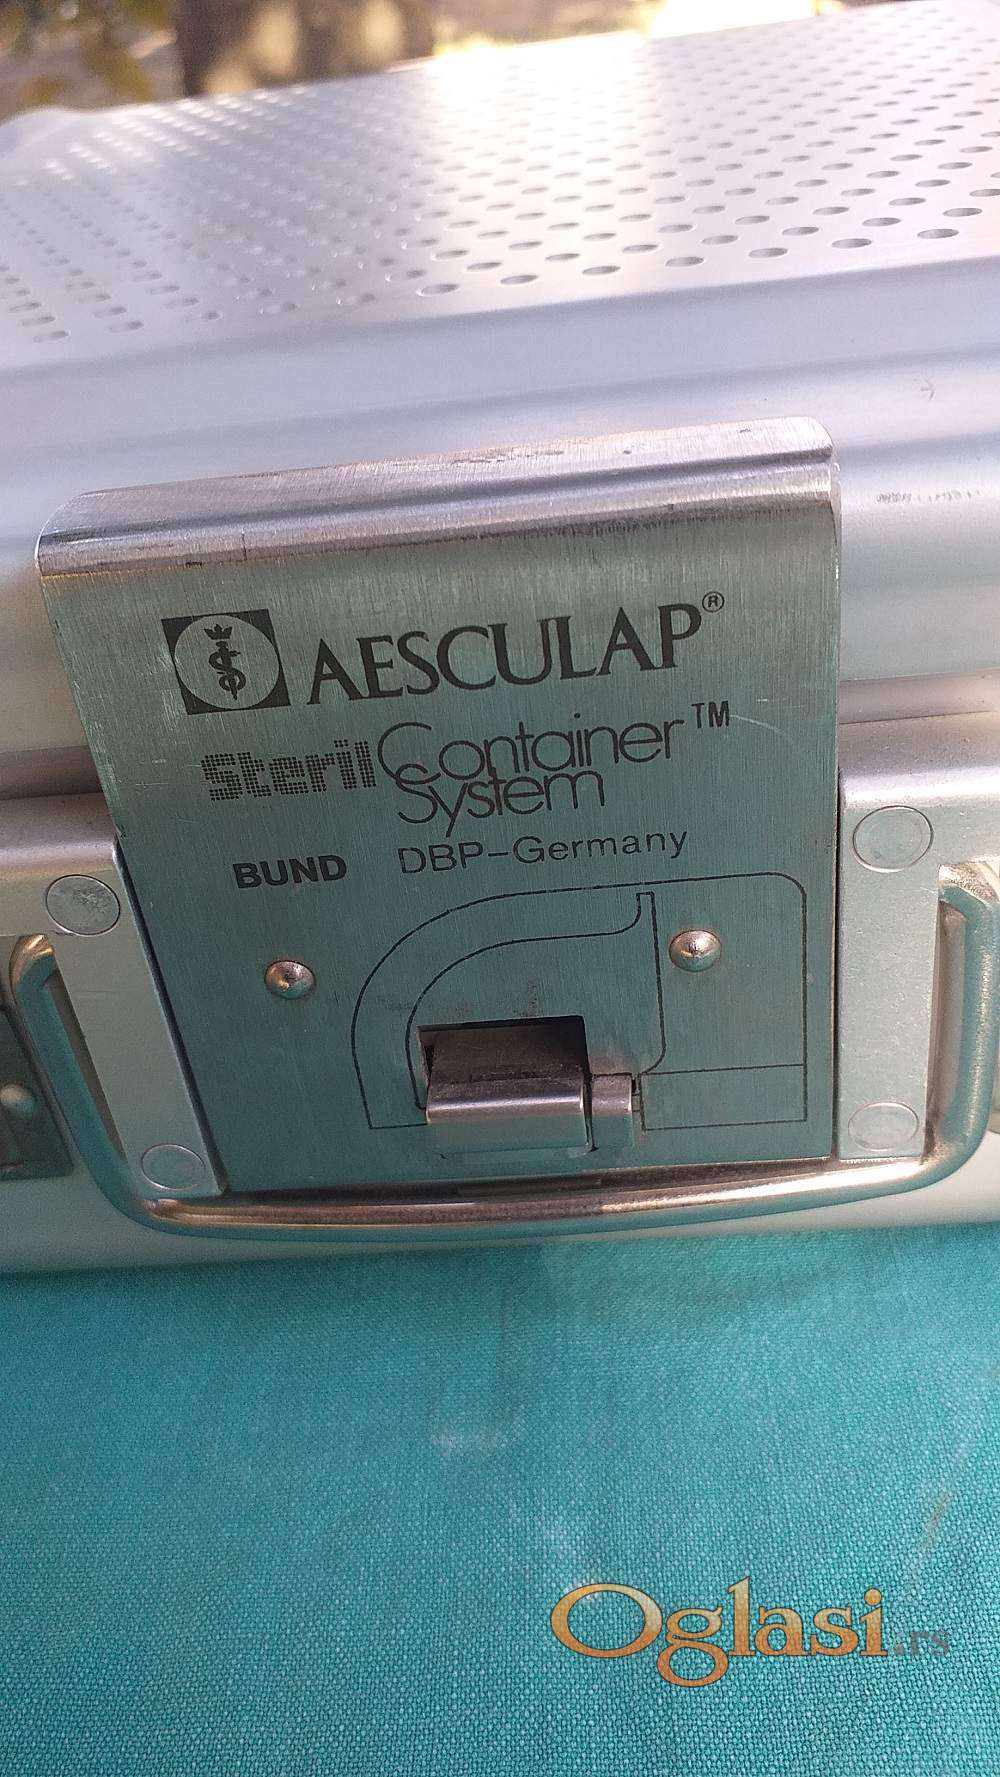 AESCULAP®
Steril Container™
System
BUND DBP-Germany
Oglasi.rs